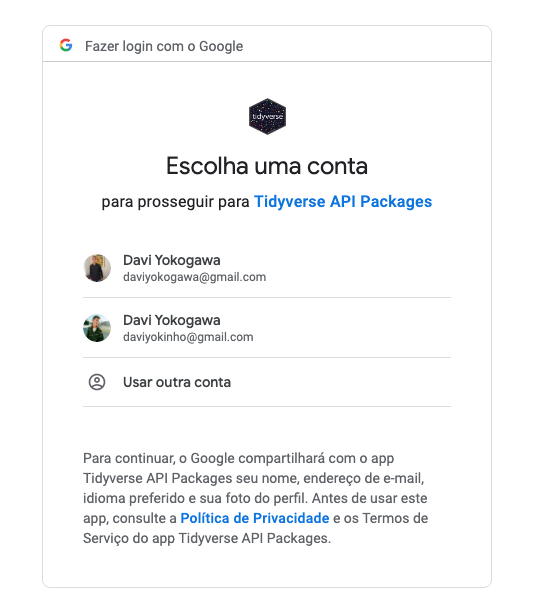 Fazer login com o Google
tidyverse
Escolha uma conta
para prosseguir para Tidyverse API Packages
Davi Yokogawa
daviyokogawa@gmail.com
Davi Yokogawa
daviyokinho@gmail.com
Usar outra conta
Para continuar, o Google compartilhará com o app
Tidyverse API Packages seu nome, endereço de e-mail,
idioma preferido e sua foto do perfil. Antes de usar este
app, consulte a Política de Privacidade e os Termos de
Serviço do app Tidyverse API Packages.